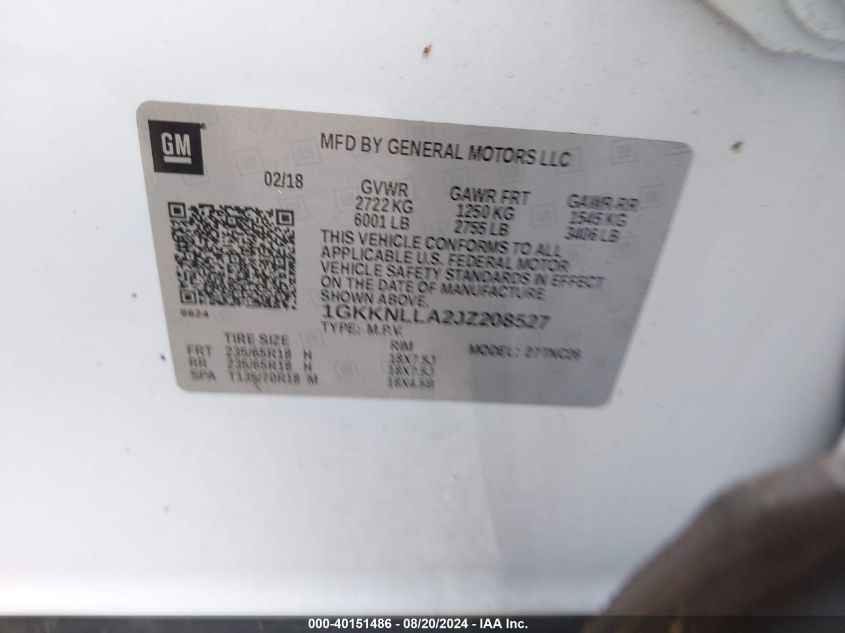 GM
MFD BY GENERAL MOTORS LLC
02/18
GVWR GAWR FRT GAWR RR
2722 KG 1250 KG 1545 KG
6001 LB 2755 LB 3406 LB
THIS VEHICLE CONFORMS TO ALL
APPLICABLE U.S. FEDERAL MOTOR
VEHICLE SAFETY STANDARDS IN EFFECT
ON THE DATE OF MANUFACTURE
SHOWN ABOVE.
6624
1GKKNLLA2JZ208527
TYPE: M.P.V.
TIRE SIZE RIM MODEL:
FRT 235/65R18 N 18X7.5J
RR 235/65R18 N 18X7.5J
SPA T135/70R18 M 18X4.5B
000-40151486 - 08/20/2024 - IAA Inc.